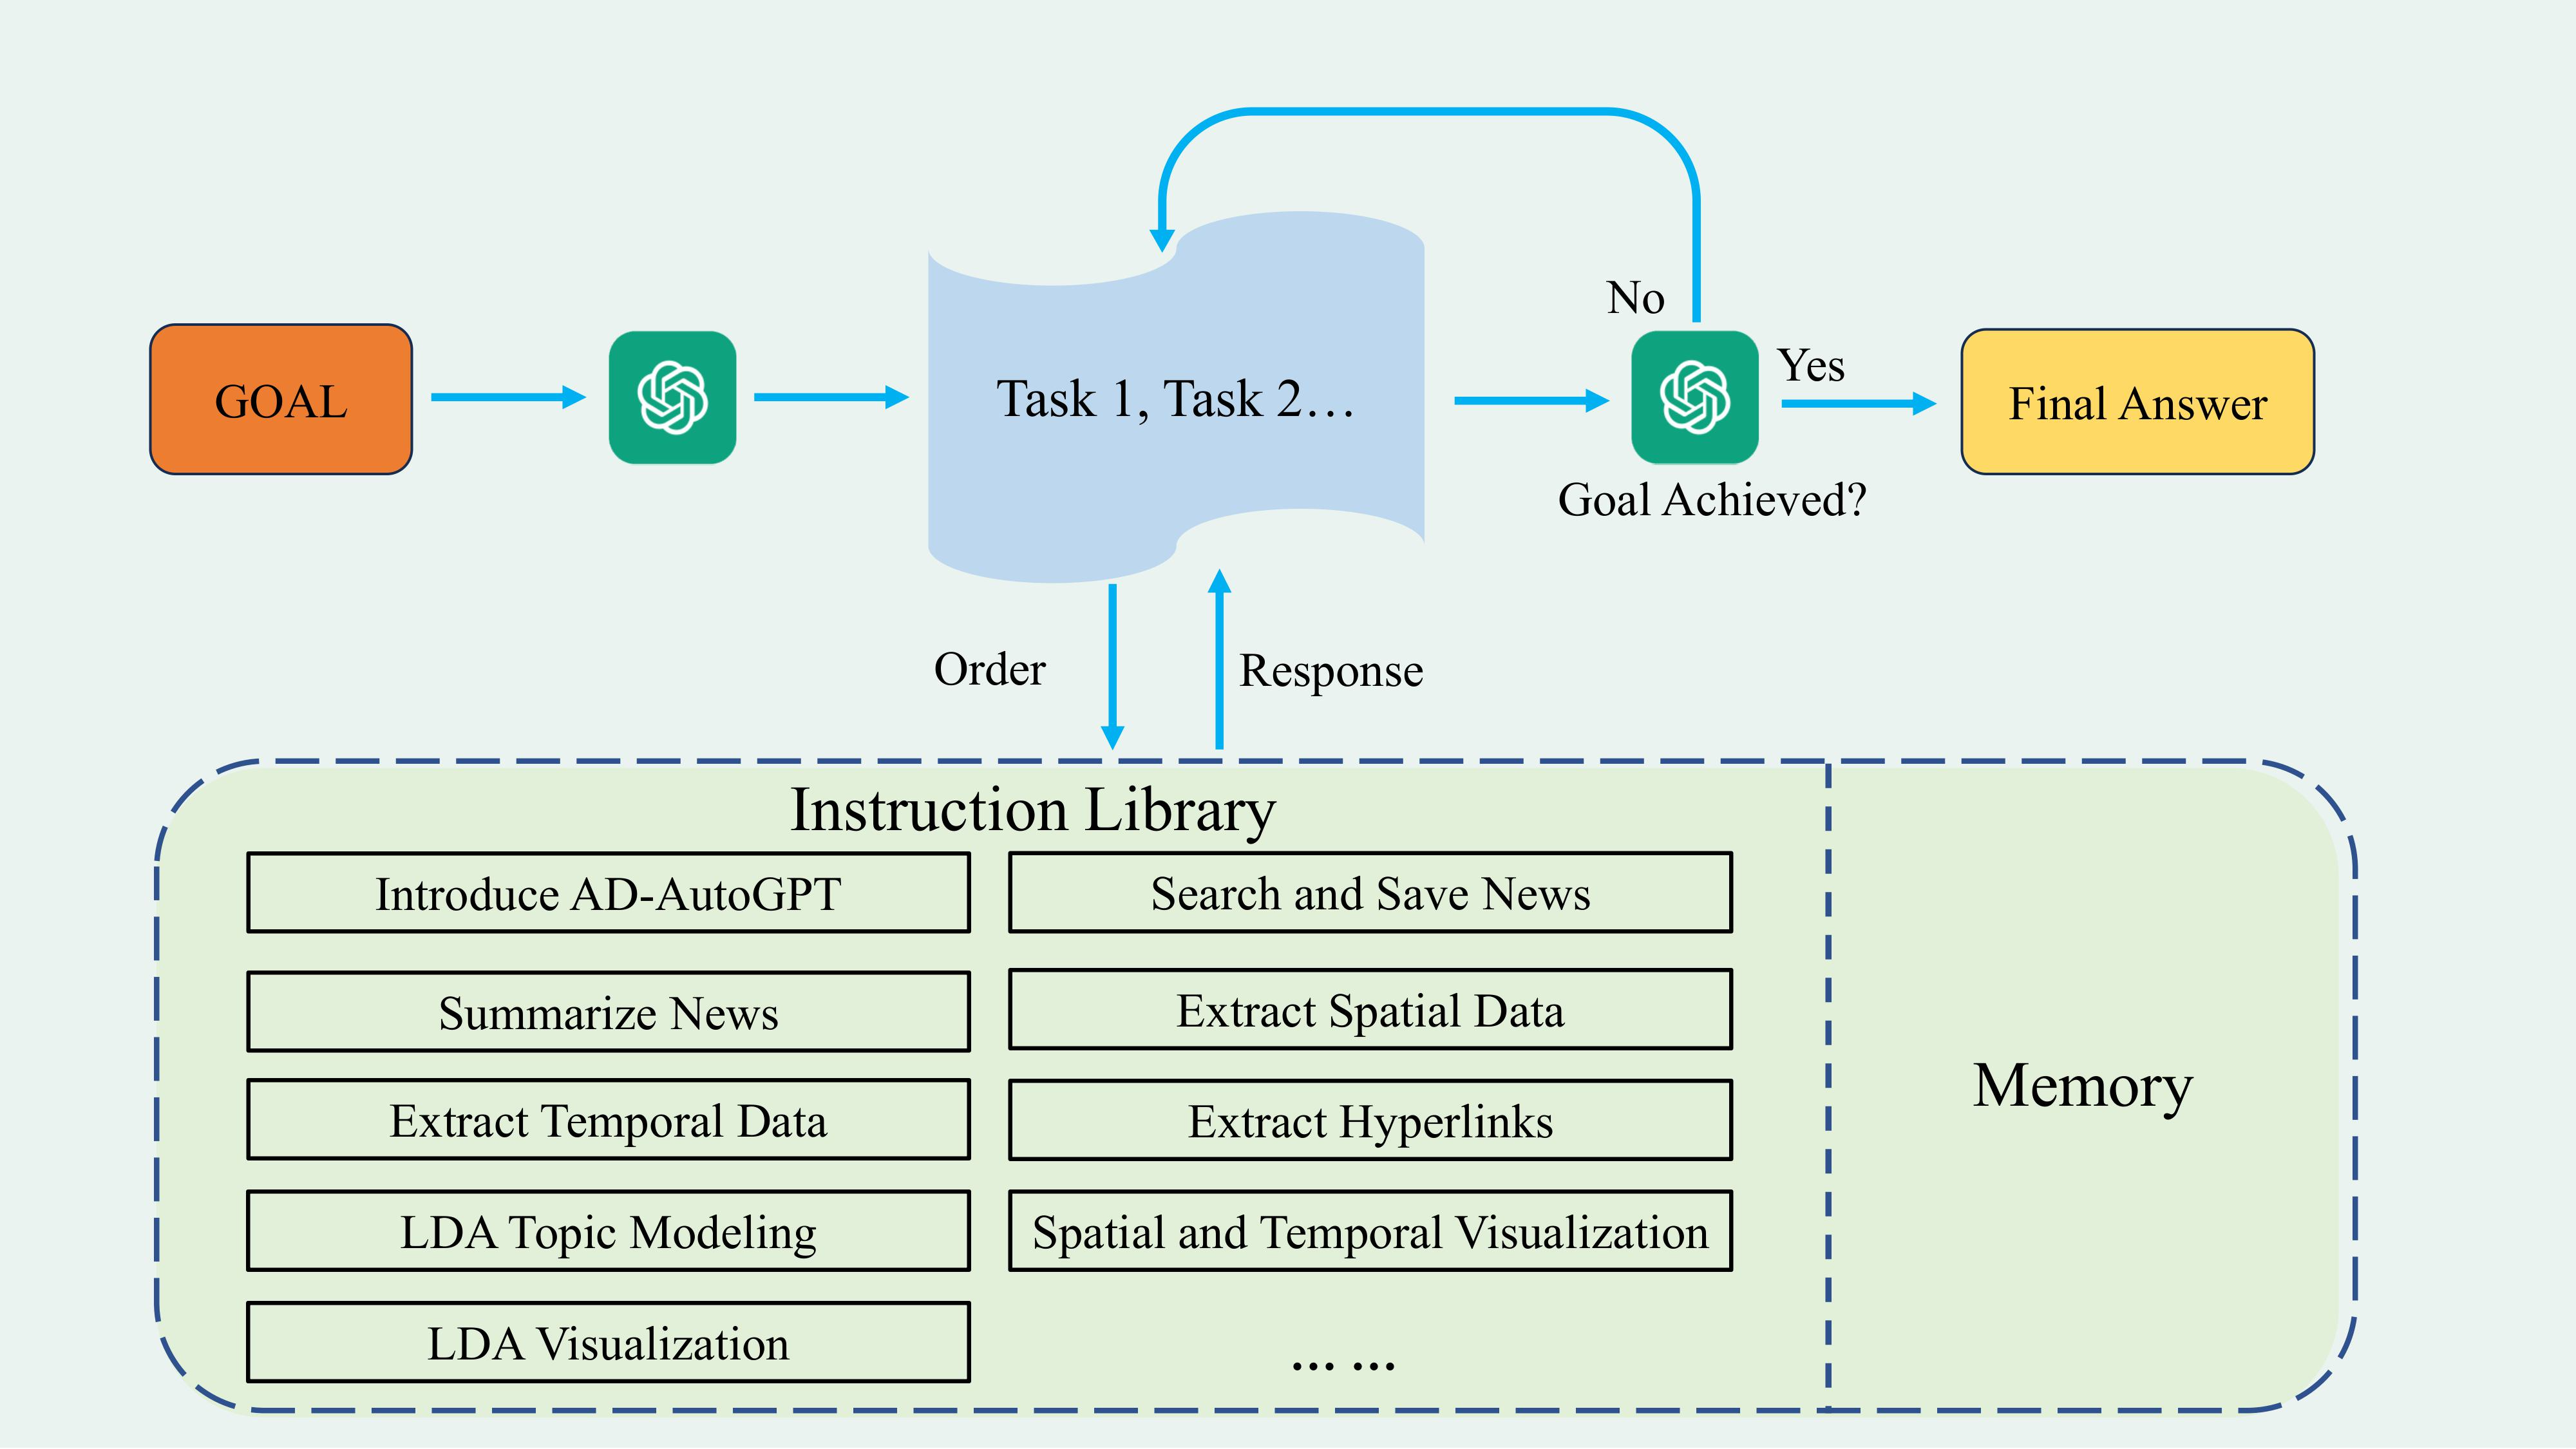 No
Yes
GOAL
Task 1, Task 2…
Final Answer
Goal Achieved?
Order
Response
Instruction Library
Introduce AD-AutoGPT
Search and Save News
Summarize News
Extract Spatial Data
Extract Temporal Data
Extract Hyperlinks
LDA Topic Modeling
Spatial and Temporal Visualization
LDA Visualization
... ...
Memory